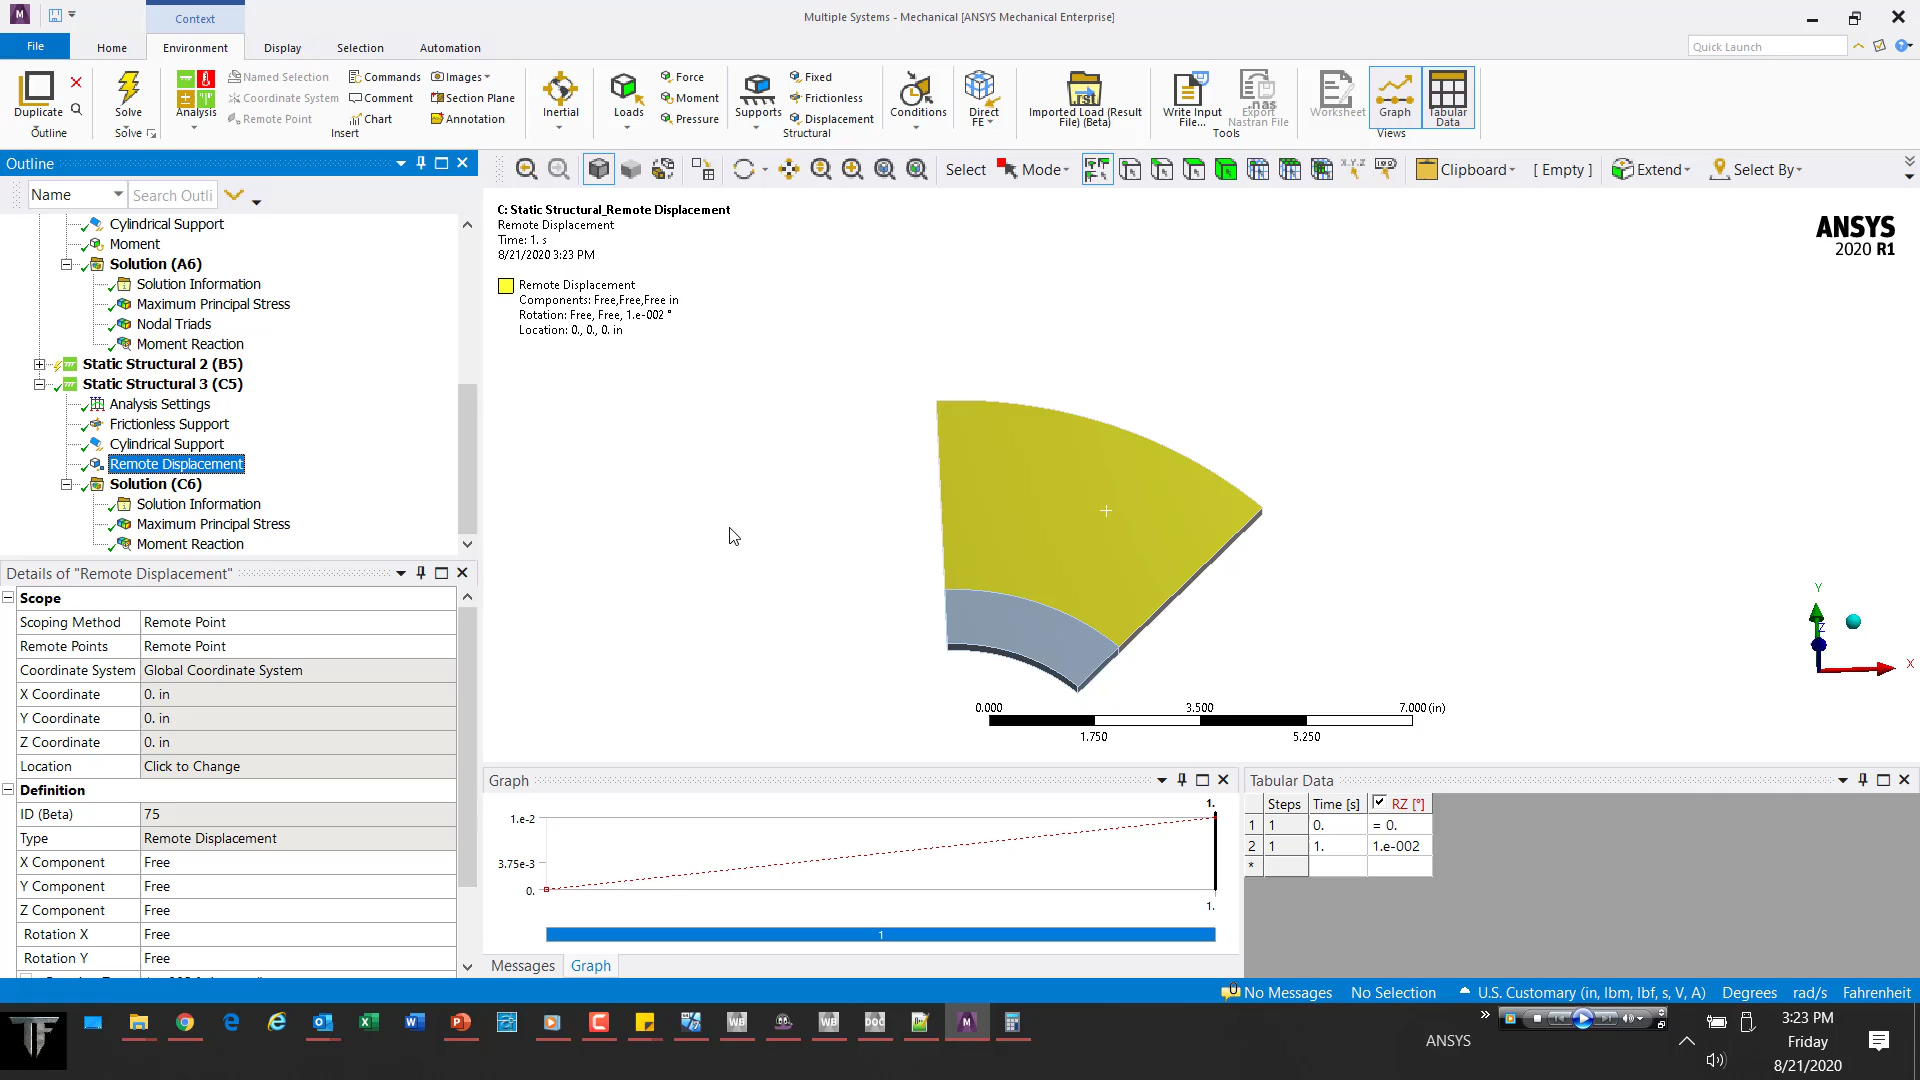 Context
Multiple Systems - Mechanical [ANSYS Mechanical Enterprise]
File
Home
Environment
Display
Selection
Automation
Quick Launch
Duplicate
Outline
Solve
Solve
Analysis
Named Selection
Coordinate System
Remote Point
Commands
Comment
Chart
Images
Section Plane
Annotation
Insert
Inertial
Loads
Force
Moment
Pressure
Supports
Fixed
Frictionless
Displacement
Structural
Conditions
Direct FE
Imported Load (Result File) (Beta)
Write Input File...
Export Nastran File
Tools
Worksheet
Graph
Tabular Data
Views
Outline
Name
Search Outli
Select
Mode
Clipboard
[ Empty ]
Extend
Select By
Cylindrical Support
Moment
Solution (A6)
Solution Information
Maximum Principal Stress
Nodal Triads
Moment Reaction
Static Structural 2 (B5)
Static Structural 3 (C5)
Analysis Settings
Frictionless Support
Cylindrical Support
Remote Displacement
Solution (C6)
Solution Information
Maximum Principal Stress
Moment Reaction
C: Static Structural_Remote Displacement
Remote Displacement
Time: 1. s
8/21/2020 3:23 PM
Remote Displacement
Components: Free,Free,Free in
Rotation: Free, Free, 1.e-002 °
Location: 0., 0., 0. in
ANSYS
2020 R1
Y
Z
X
0.000
3.500
7.000 (in)
1.750
5.250
Details of "Remote Displacement"
Scope
Scoping Method Remote Point
Remote Points Remote Point
Coordinate System Global Coordinate System
X Coordinate 0. in
Y Coordinate 0. in
Z Coordinate 0. in
Location Click to Change
Definition
ID (Beta) 75
Type Remote Displacement
X Component Free
Y Component Free
Z Component Free
Rotation X Free
Rotation Y Free
Graph
1.
1.e-2
3.75e-3
0.
1.
1
Messages
Graph
Tabular Data
Steps Time [s] RZ [°]
1 1 0. = 0.
2 1 1. 1.e-002
*
No Messages
No Selection
U.S. Customary (in, lbm, lbf, s, V, A)
Degrees
rad/s
Fahrenheit
ANSYS
3:23 PM
Friday
8/21/2020